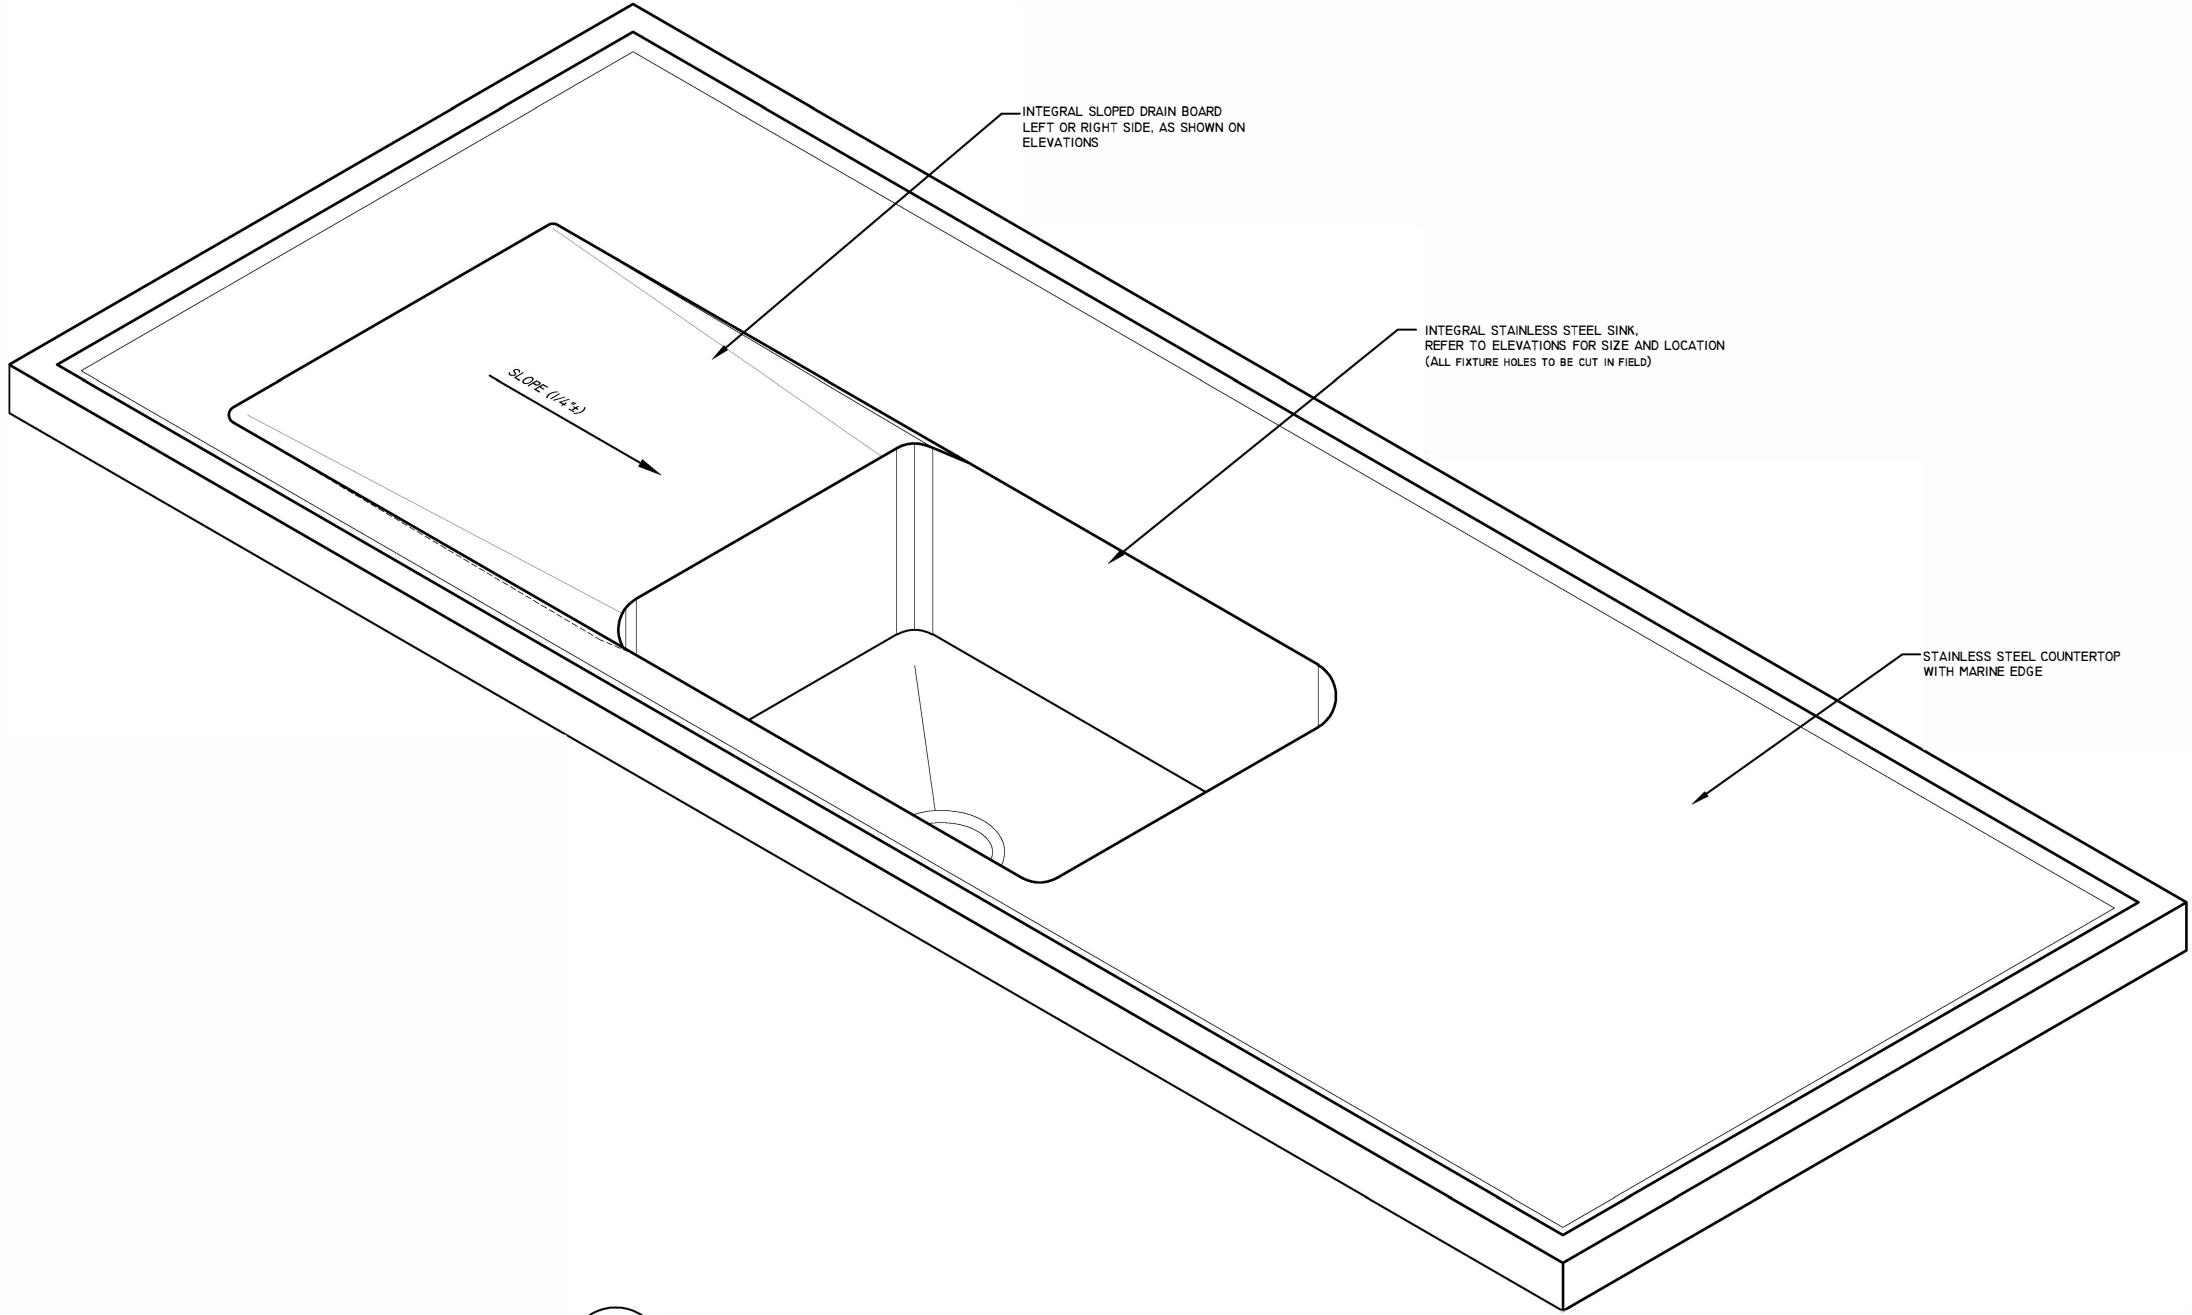 INTEGRAL SLOPED DRAIN BOARD
LEFT OR RIGHT SIDE, AS SHOWN ON
ELEVATIONS
INTEGRAL STAINLESS STEEL SINK,
REFER TO ELEVATIONS FOR SIZE AND LOCATION
(ALL FIXTURE HOLES TO BE CUT IN FIELD)
SLOPE (1/4"±)
STAINLESS STEEL COUNTERTOP
WITH MARINE EDGE